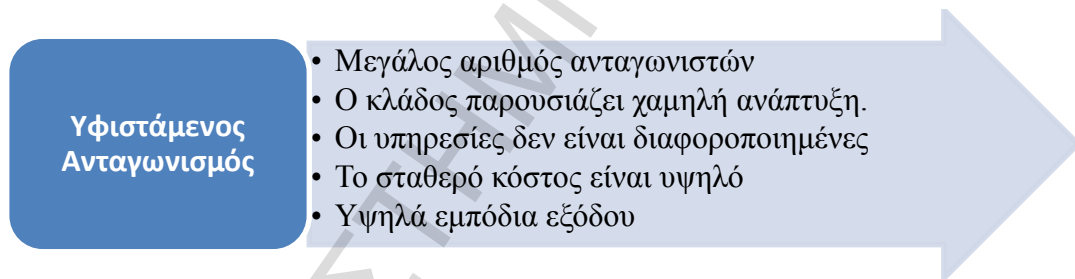 Υφιστάμενος
Ανταγωνισμός
• Μεγάλος αριθμός ανταγωνιστών
• Ο κλάδος παρουσιάζει χαμηλή ανάπτυξη.
• Οι υπηρεσίες δεν είναι διαφοροποιημένες
• Το σταθερό κόστος είναι υψηλό
• Υψηλά εμπόδια εξόδου